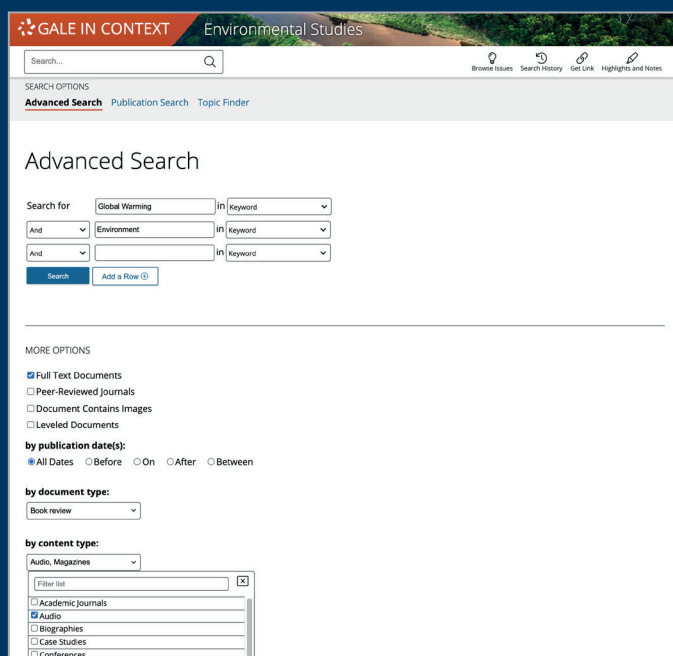 GALE IN CONTEXT Environmental Studies
Search...
Browse Issues Search History Get Link Highlights and Notes
SEARCH OPTIONS
Advanced Search Publication Search Topic Finder
Advanced Search
Search for Global Warming in Keyword
And Environment in Keyword
And in Keyword
Search Add a Row
MORE OPTIONS
Full Text Documents
Peer-Reviewed Journals
Document Contains Images
Leveled Documents
by publication date(s):
All Dates Before On After Between
by document type:
Book review
by content type:
Audio, Magazines
Filter list
Academic Journals
Audio
Biographies
Case Studies
Conferences